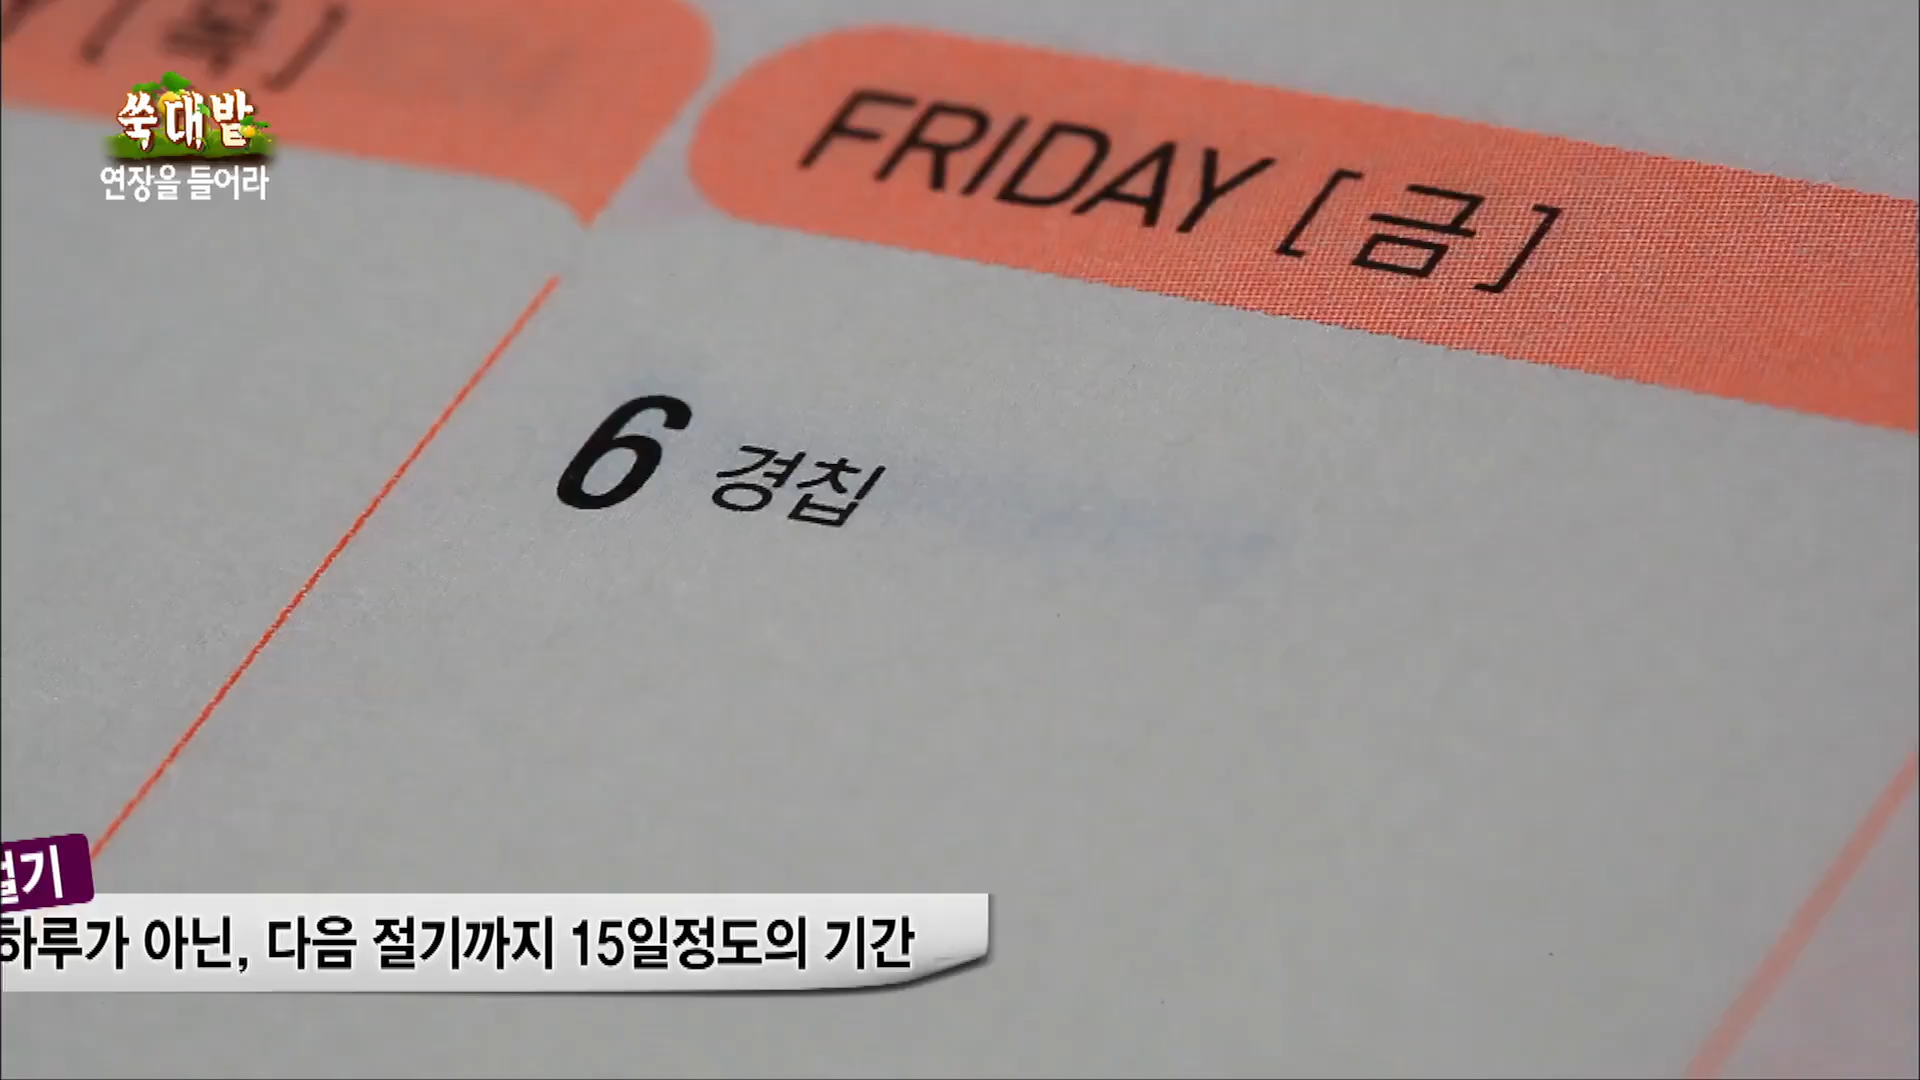 쑥대밭
연장을 들어라
[목]
FRIDAY [금]
6 경칩
절기
하루가 아닌, 다음 절기까지 15일정도의 기간